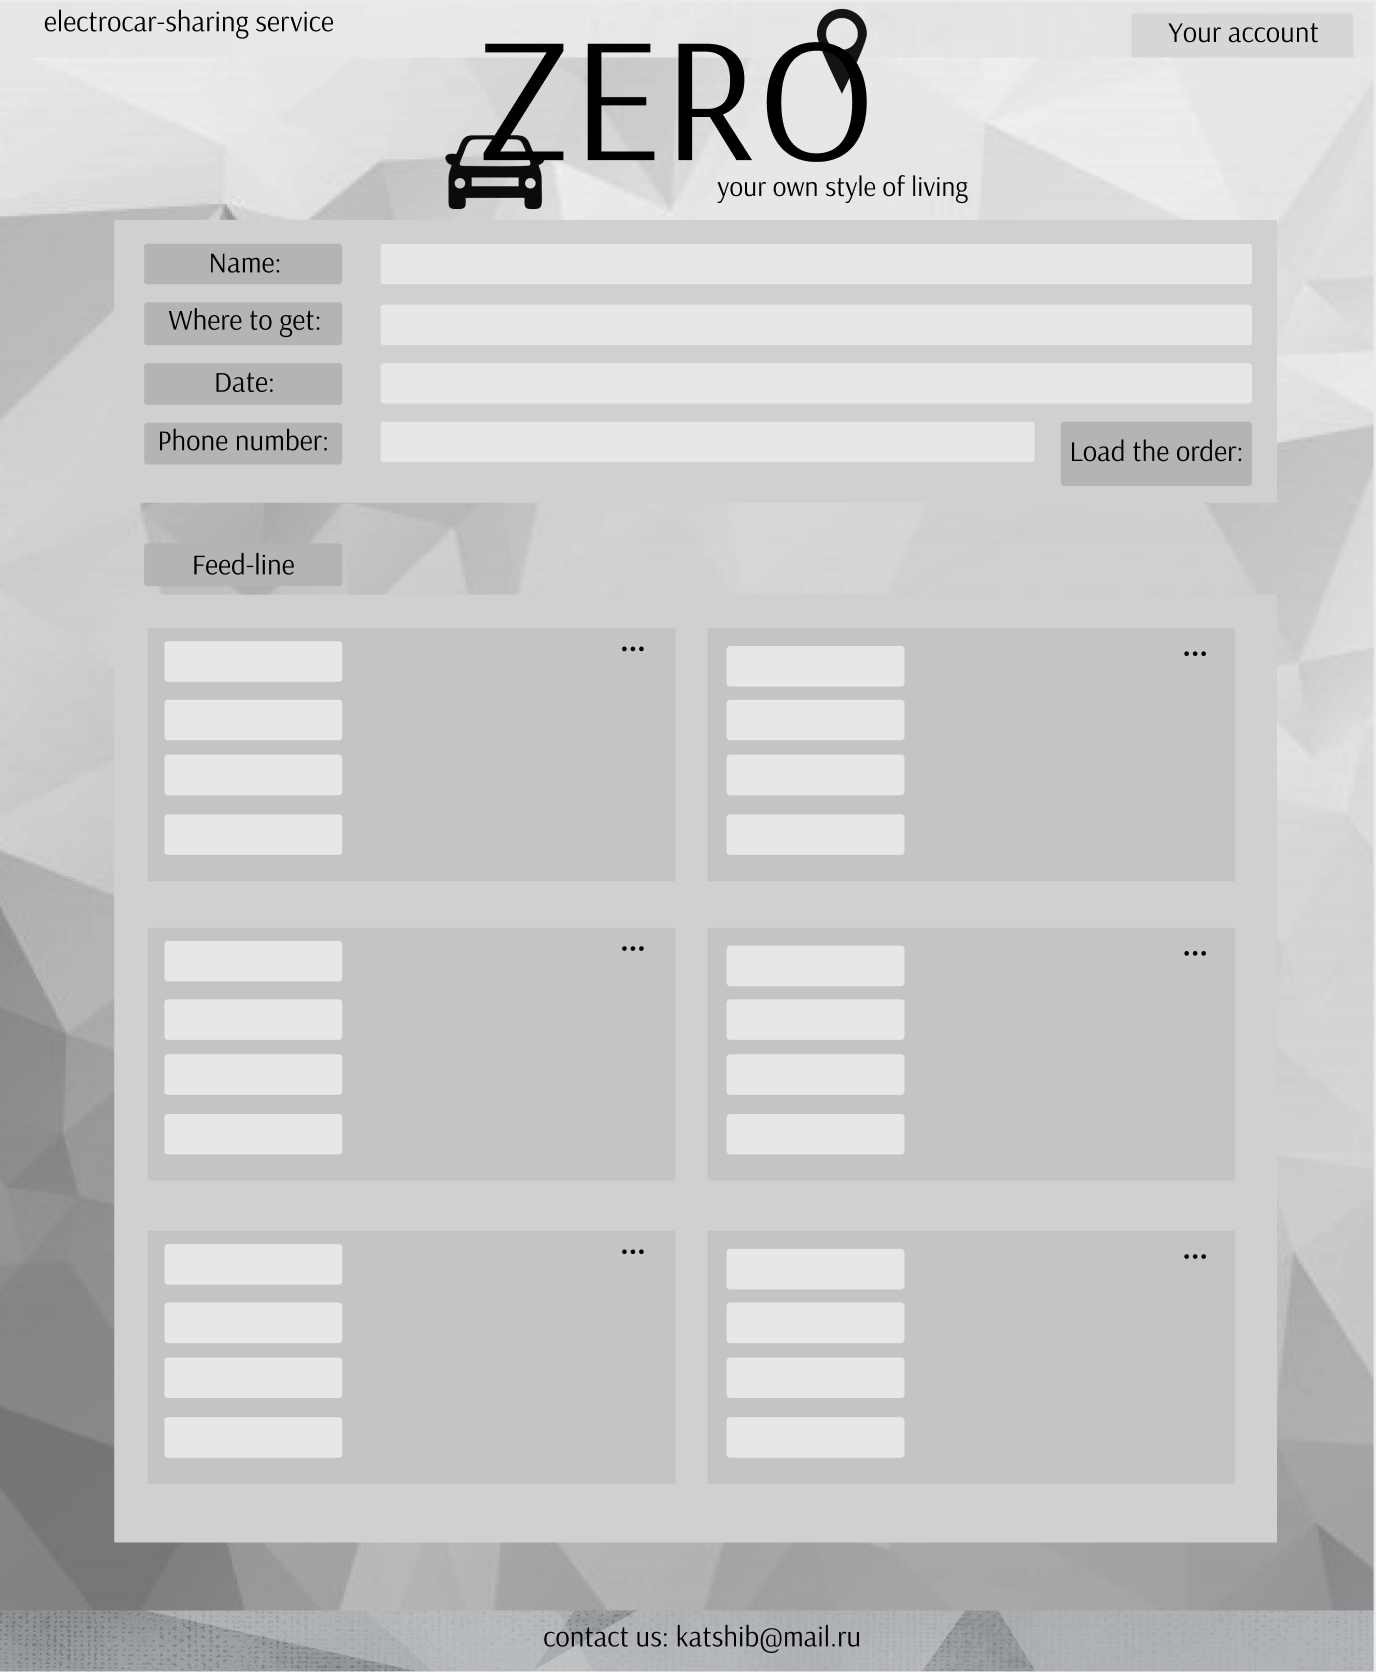 electrocar-sharing service
Your account
ZERO
your own style of living
Name:
Where to get:
Date:
Phone number:
Load the order:
Feed-line
...
...
...
...
...
...
contact us: katshib@mail.ru